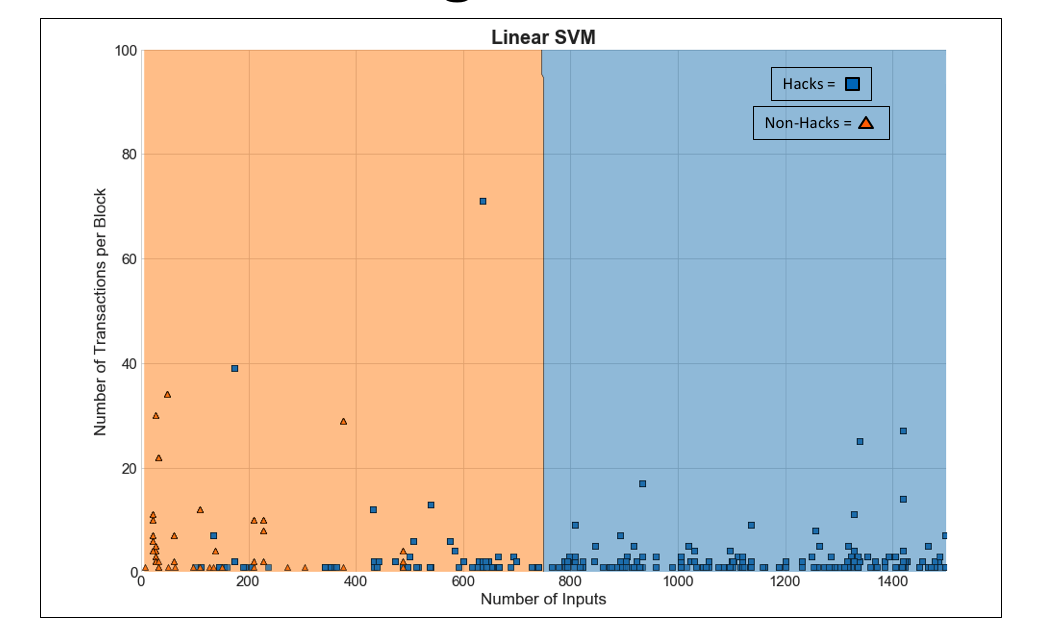 Linear SVM
100
80
60
40
20
0
Number of Transactions per Block
Hacks =
Non-Hacks =
0 200 400 600 800 1000 1200 1400
Number of Inputs